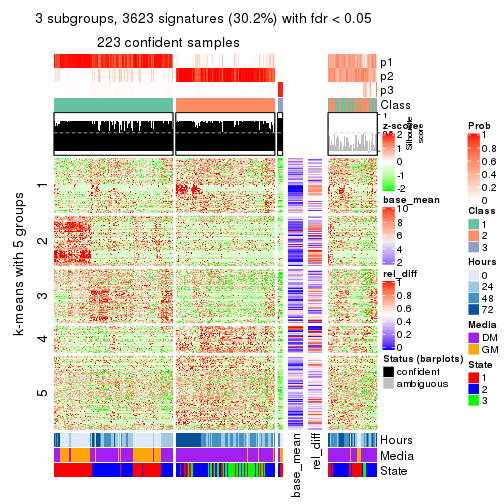 3 subgroups, 3623 signatures (30.2%) with fdr < 0.05
223 confident samples
p1
p2
p3
Class
1
Silhouette
score
k-means with 5 groups
1
2
3
4
5
Hours
Media
State
base_mean
rel_diff
z-score
2
1
0
-1
-2
base_mean
10
8
6
4
2
rel_diff
1
0.8
0.6
0.4
0.2
0
Status (barplots)
confident
ambiguous
Prob
1
0.8
0.6
0.4
0.2
0
Class
1
2
3
Hours
0
24
48
72
Media
DM
GM
State
1
2
3